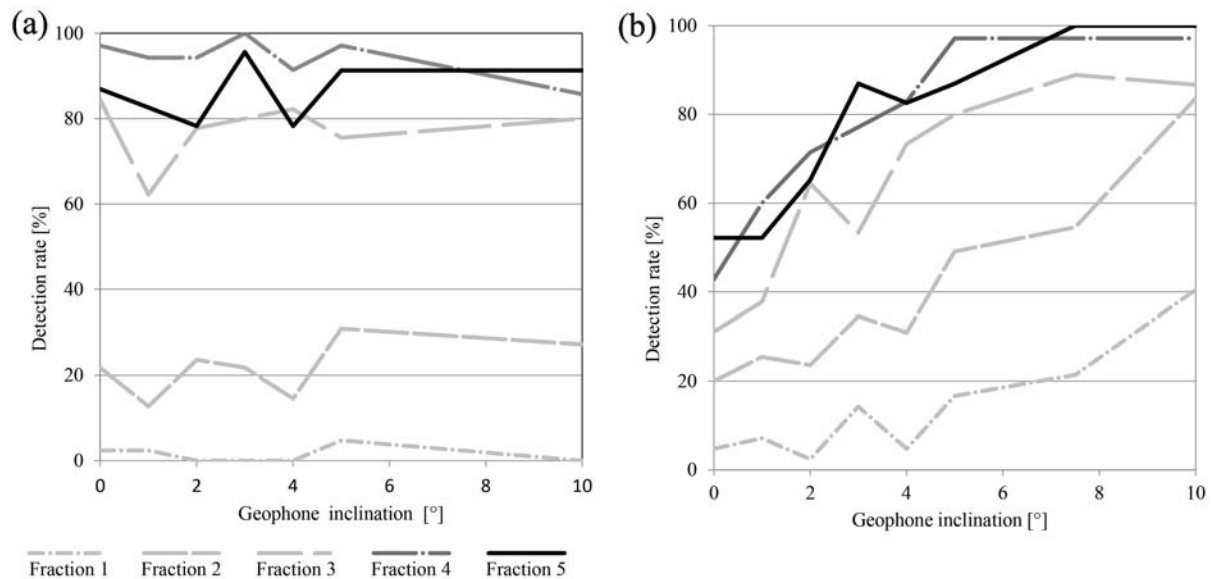 (a)
100
80
60
40
20
0
Detection rate [%]
0 2 4 6 8 10
Geophone inclination [°]
(b)
100
80
60
40
20
0
Detection rate [%]
0 2 4 6 8 10
Geophone inclination [°]
Fraction 1 Fraction 2 Fraction 3 Fraction 4 Fraction 5